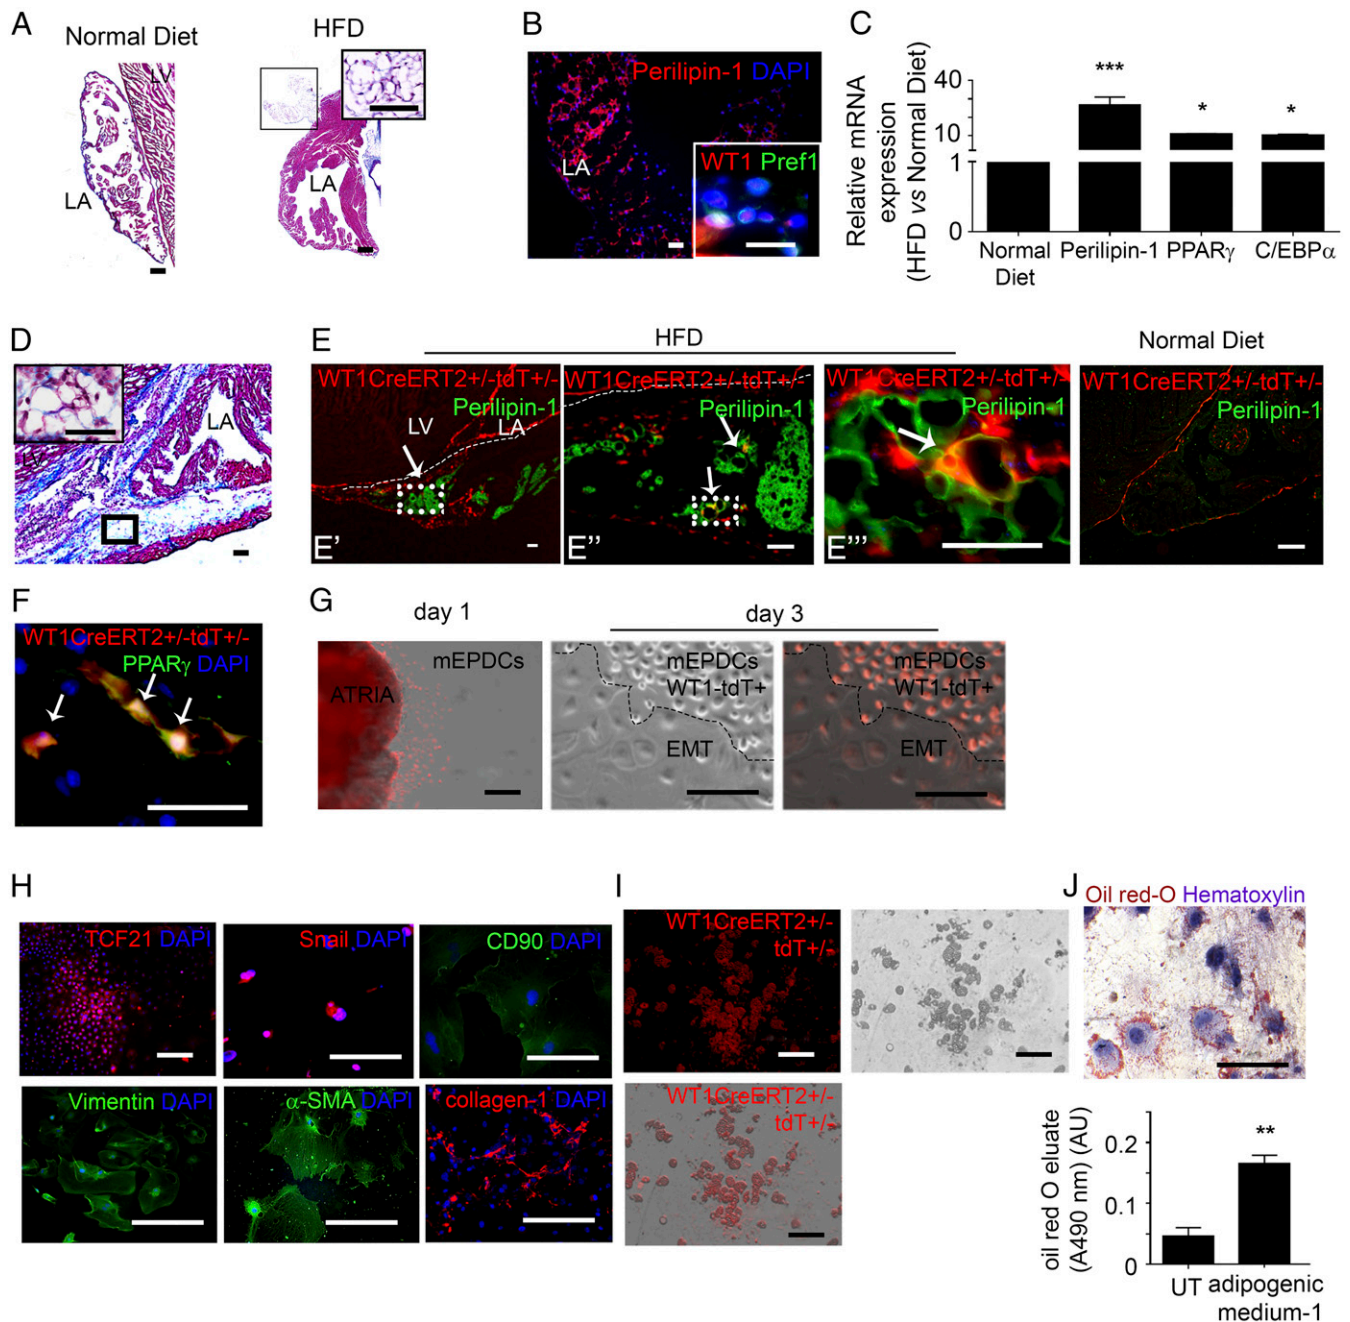 A
Normal Diet
LV
LA
HFD
LA
B
Perilipin-1 DAPI
LA
WT1 Pref1
C
Relative mRNA
expression
(HFD vs Normal Diet)
40
10
1
0
***
*
*
Normal
Diet
Perilipin-1
PPARγ
C/EBPα
D
LA
LV
E
HFD
Normal Diet
WT1CreERT2+/-tdT+/-
Perilipin-1
LV
LA
E'
WT1CreERT2+/-tdT+/-
Perilipin-1
E''
WT1CreERT2+/-tdT+/-
Perilipin-1
E'''
WT1CreERT2+/-tdT+/-
Perilipin-1
F
WT1CreERT2+/-tdT+/-
PPARγ DAPI
G
day 1
day 3
mEPDCs
ATRIA
mEPDCs
WT1-tdT+
EMT
mEPDCs
WT1-tdT+
EMT
H
TCF21 DAPI
Snail DAPI
CD90 DAPI
Vimentin DAPI
α-SMA DAPI
collagen-1 DAPI
I
WT1CreERT2+/-
tdT+/-
WT1CreERT2+/-
tdT+/-
J
Oil red-O Hematoxylin
oil red O eluate
(A490 nm) (AU)
0.2
0.1
0
**
UT
adipogenic
medium-1